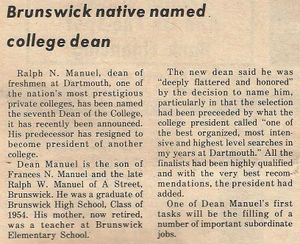 Brunswick native named
college dean
Ralph N. Manuel, dean of
freshmen at Dartmouth, one of
the nation's most prestigious
private colleges, has been named
the seventh Dean of the College,
it has recently been announced.
His predecessor has resigned to
become president of another
college.
Dean Manuel is the son of
Frances N. Manuel and the late
Ralph W. Manuel of A Street,
Brunswick. He was a graduate of
Brunswick High School, Class of
1954. His mother, now retired,
was a teacher at Brunswick
Elementary School.
The new dean said he was
"deeply flattered and honored"
by the decision to name him,
particularly in that the selection
had been preceeded by what the
college president called "one of
the best organized, most inten-
sive and highest level searches in
my years at Dartmouth." All the
finalists had been highly qualified
and with the very best recom-
mendations, the president had
added.
One of Dean Manuel's first
tasks will be the filling of a
number of important subordinate
jobs.